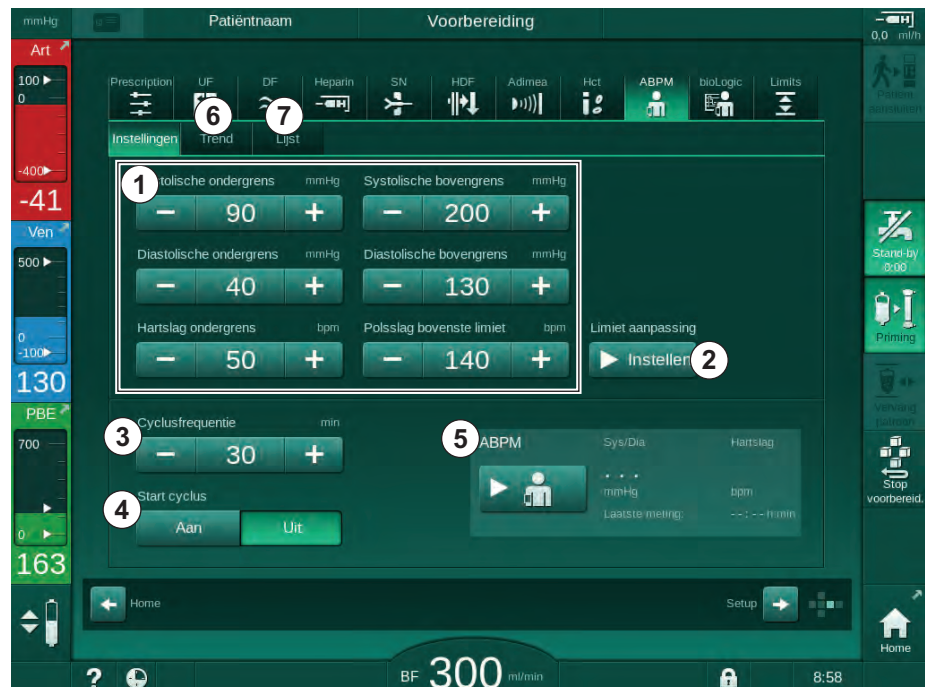 mmHg
Patiëntnaam
Voorbereiding
0,0 ml/h
Art
100
0
-400
-41
Ven
500
0
-100
130
PBE
700
0
163
Prescription UF DF Heparin SN HDF Adimea Hct ABPM bioLogic Limits
6 7
Instellingen Trend Lijst
1
tolische ondergrens mmHg Systolische bovengrens mmHg
− 90 + − 200 +
Diastolische ondergrens mmHg Diastolische bovengrens mmHg
− 40 + − 130 +
Hartslag ondergrens bpm Polsslag bovenste limiet bpm Limiet aanpassing
− 50 + − 140 + Instellen 2
3 Cyclusfrequentie min
− 30 +
4 Start cyclus
Aan Uit
5 ABPM Sys/Dia Hartslag
. . .
mmHg bpm
Laatste meting: --:-- h:min
Home Setup
Patiënt
aansluiten
Stand-by
0:00
Priming
Vervang
patroon
Stop
voorbereid.
Home
? BF 300 ml/min 8:58